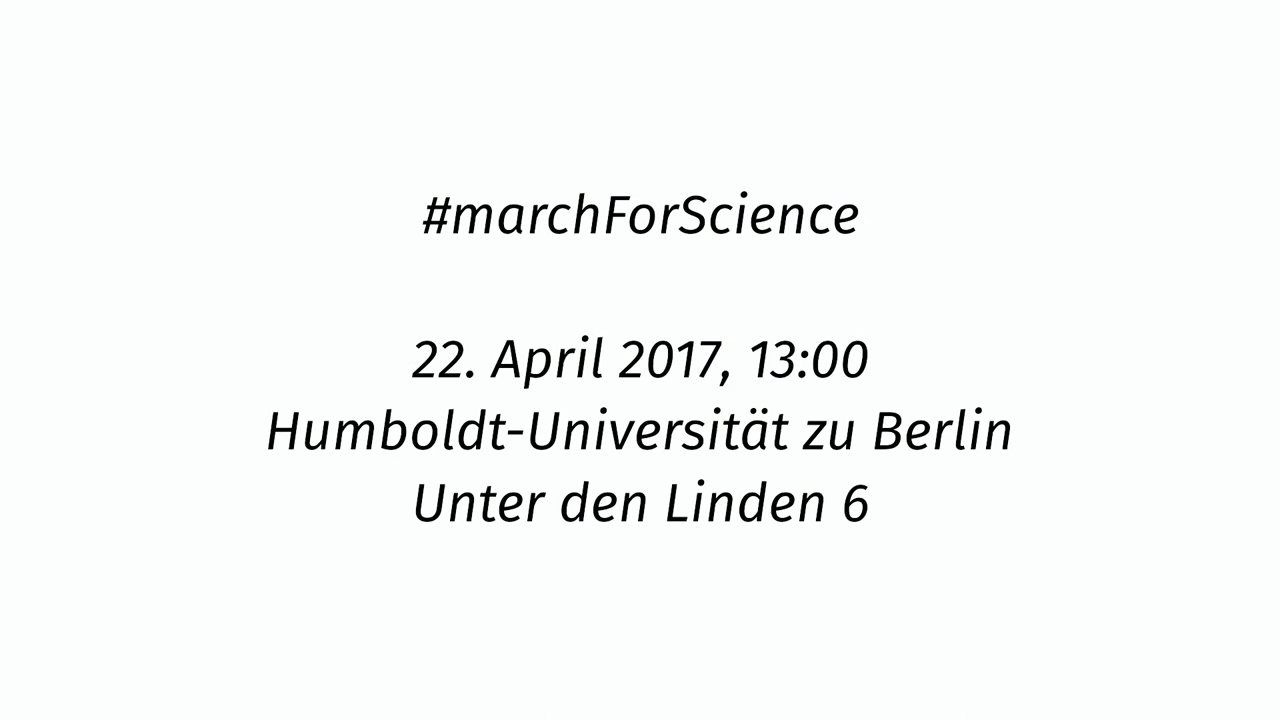 #marchForScience
22. April 2017, 13:00
Humboldt-Universität zu Berlin
Unter den Linden 6